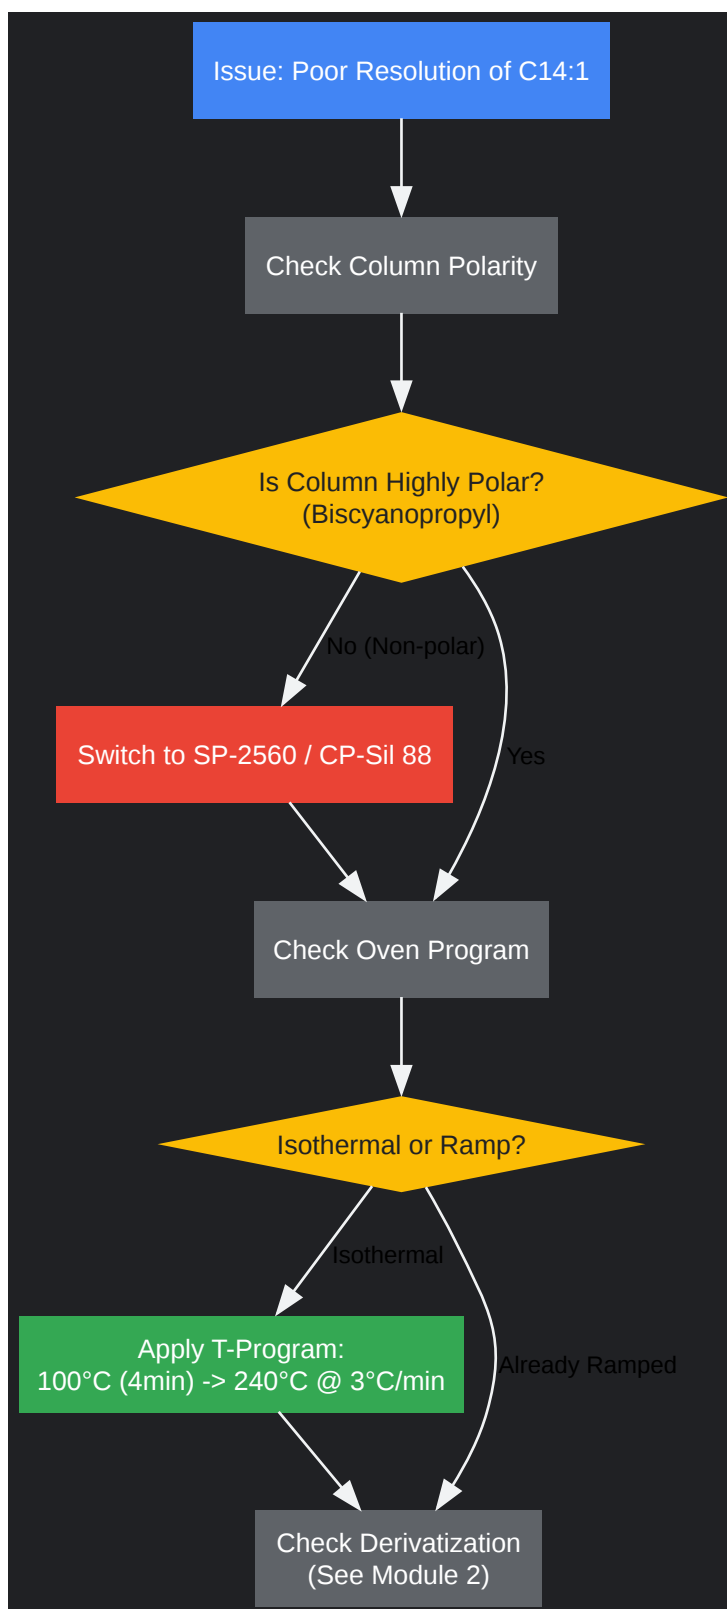 Issue: Poor Resolution of C14:1
Check Column Polarity
Is Column Highly Polar?
(Biscyanopropyl)
No (Non-polar)
Switch to SP-2560 / CP-Sil 88
Yes
Check Oven Program
Isothermal or Ramp?
Isothermal
Apply T-Program:
100°C (4min) -> 240°C @ 3°C/min
Already Ramped
Check Derivatization
(See Module 2)